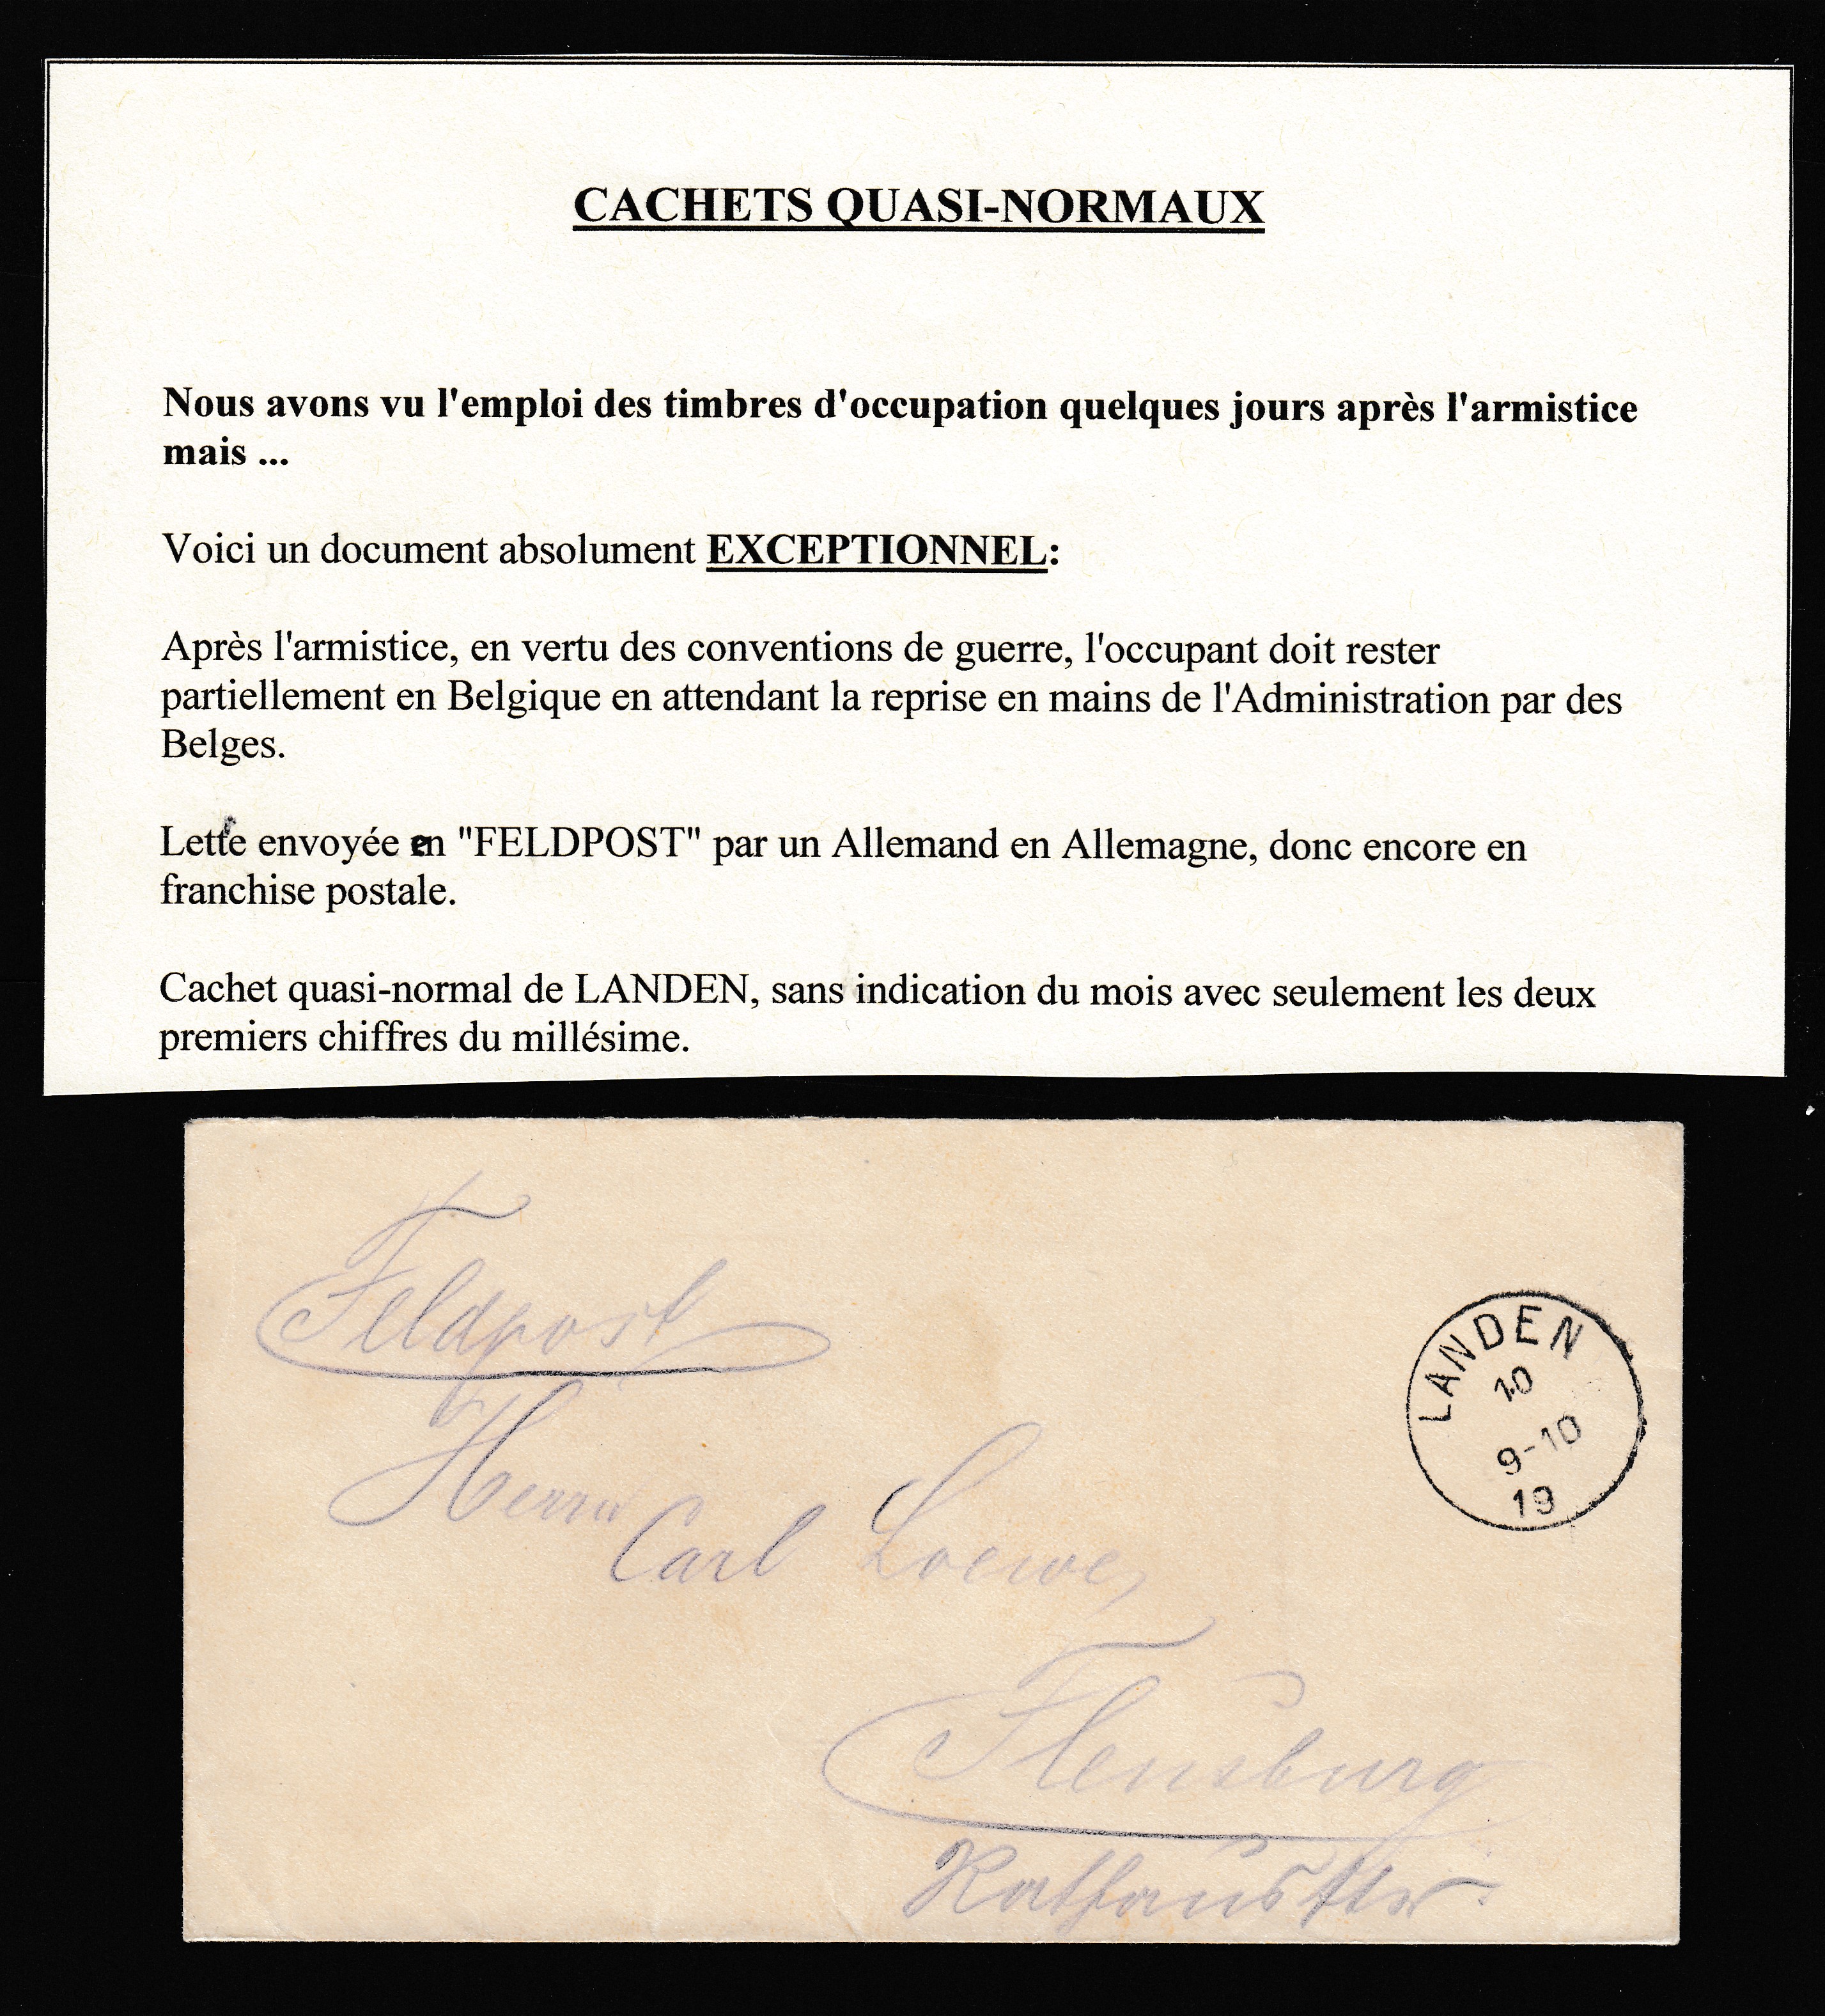 CACHETS QUASI-NORMAUX
Nous avons vu l'emploi des timbres d'occupation quelques jours après l'armistice
mais ...
Voici un document absolument EXCEPTIONNEL:
Après l'armistice, en vertu des conventions de guerre, l'occupant doit rester
partiellement en Belgique en attendant la reprise en mains de l'Administration par des
Belges.
Lettre envoyée en "FELDPOST" par un Allemand en Allemagne, donc encore en
franchise postale.
Cachet quasi-normal de LANDEN, sans indication du mois avec seulement les deux
premiers chiffres du millésime.
Feldpost
LANDEN
10
9-10
19
Herrn
Carl Loewe,
Flensburg
Rathausstr.